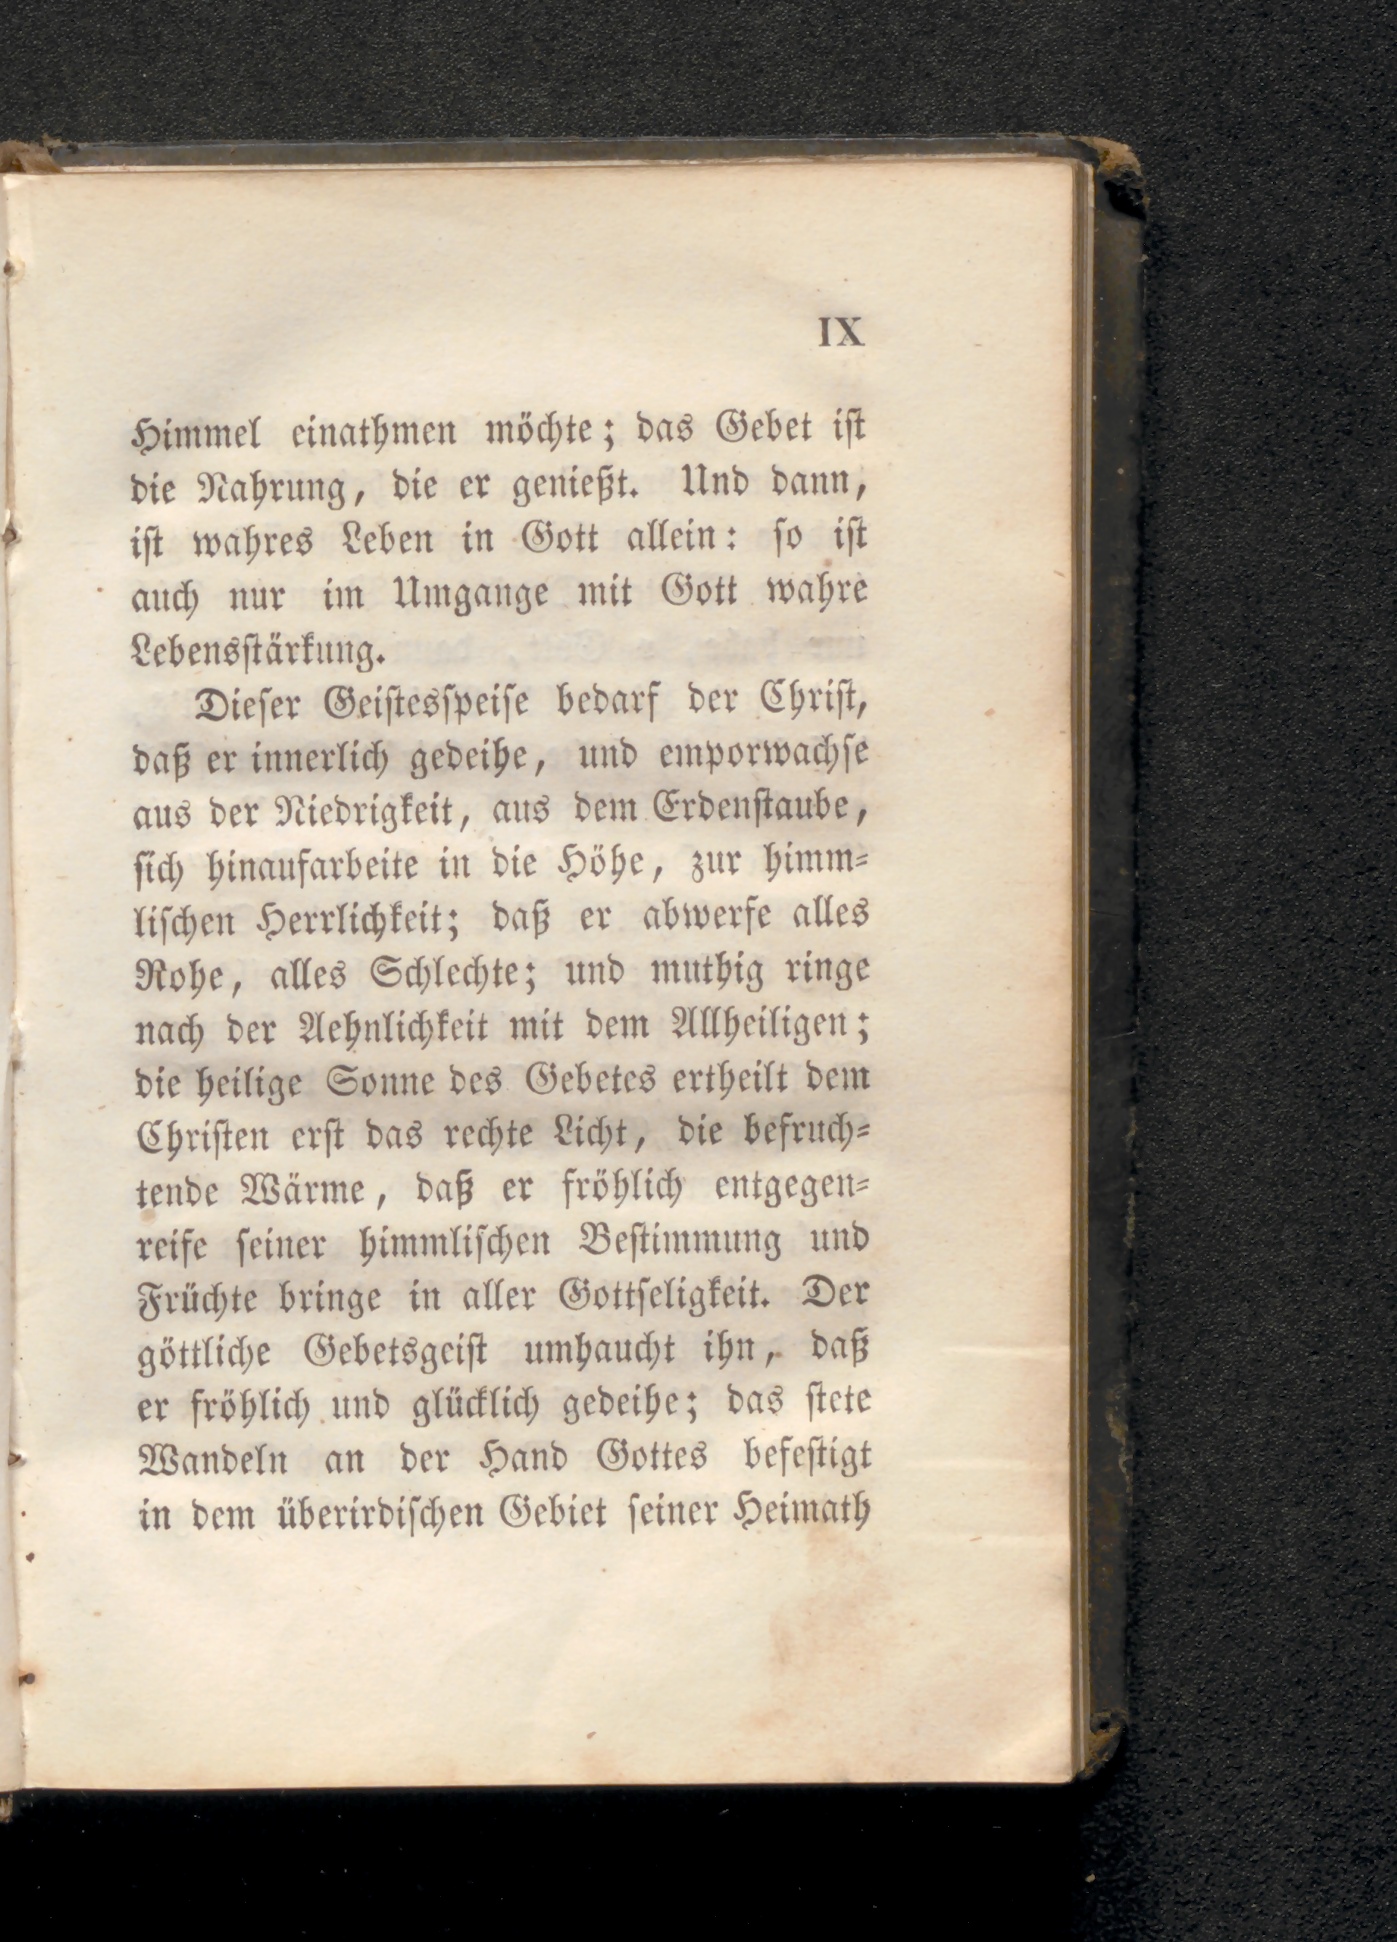 IX
Himmel einathmen möchte; das Gebet ist
die Nahrung, die er genießt. Und dann,
ist wahres Leben in Gott allein: so ist
auch nur im Umgange mit Gott wahre
Lebensstärkung.
Dieser Geistesspeise bedarf der Christ,
daß er innerlich gedeihe, und emporwachse
aus der Niedrigkeit, aus dem Erdenstaube,
sich hinaufarbeite in die Höhe, zur himm-
lischen Herrlichkeit; daß er abwerfe alles
Rohe, alles Schlechte; und muthig ringe
nach der Aehnlichkeit mit dem Allheiligen;
die heilige Sonne des Gebetes ertheilt dem
Christen erst das rechte Licht, die befruch-
tende Wärme, daß er fröhlich entgegen-
reife seiner himmlischen Bestimmung und
Früchte bringe in aller Gottseligkeit. Der
göttliche Gebetsgeist umhaucht ihn, daß
er fröhlich und glücklich gedeihe; das stete
Wandeln an der Hand Gottes befestigt
in dem überirdischen Gebiet seiner Heimath